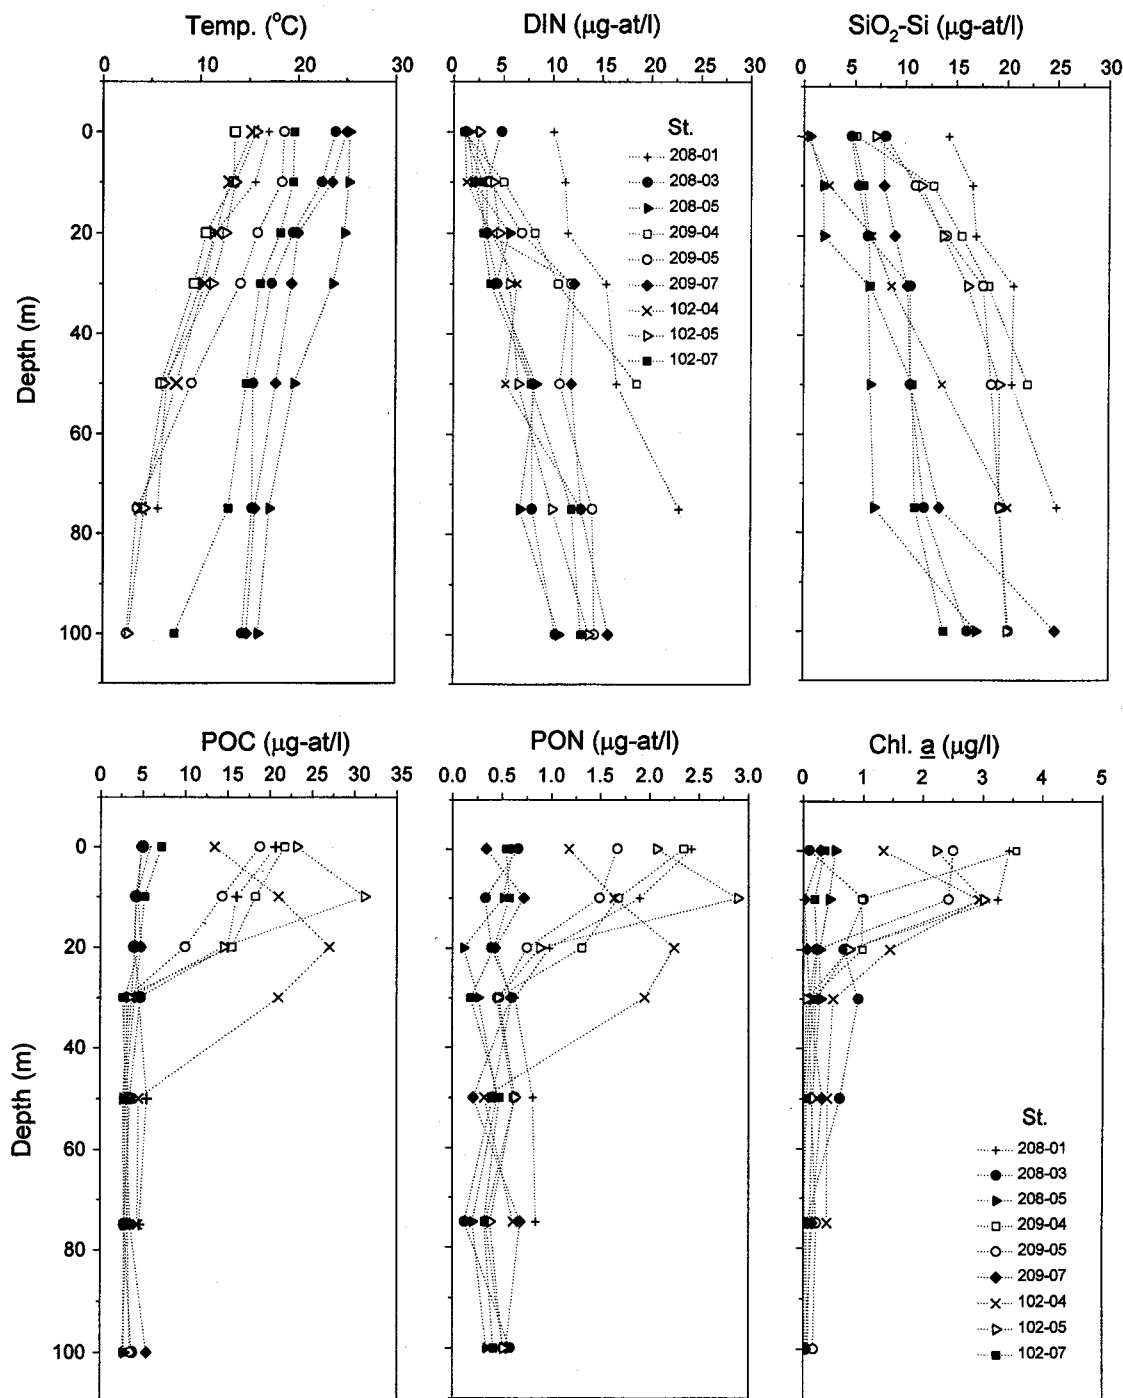 Temp. (°C)
0 10 20 30
Depth (m)
0
20
40
60
80
100
DIN (μg-at/l)
0 5 10 15 20 25 30
St.
208-01
208-03
208-05
209-04
209-05
209-07
102-04
102-05
102-07
SiO₂-Si (μg-at/l)
0 5 10 15 20 25 30
POC (μg-at/l)
0 5 10 15 20 25 30 35
Depth (m)
0
20
40
60
80
100
PON (μg-at/l)
0.0 0.5 1.0 1.5 2.0 2.5 3.0
Chl. a (μg/l)
0 1 2 3 4 5
St.
208-01
208-03
208-05
209-04
209-05
209-07
102-04
102-05
102-07